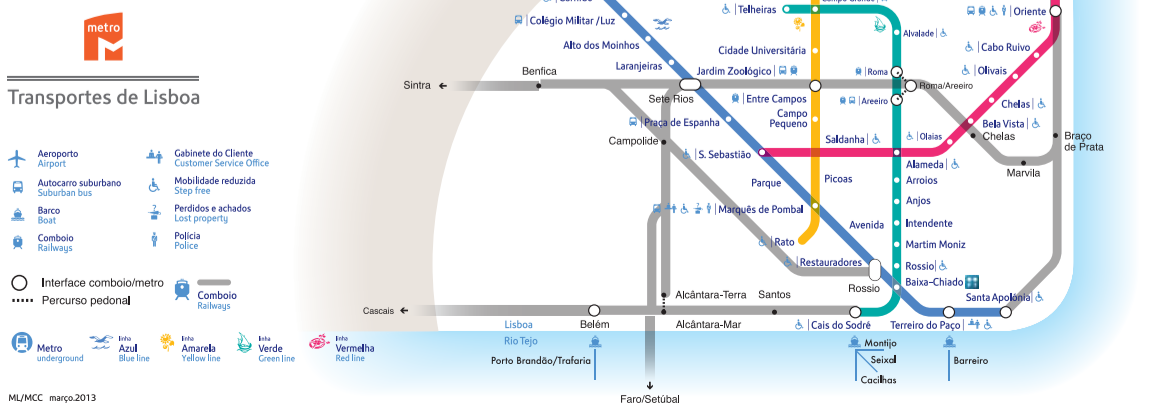 metro
M
Transportes de Lisboa
Aeroporto
Airport
Autocarro suburbano
Suburban bus
Barco
Boat
Comboio
Railways
Gabinete do Cliente
Customer Service Office
Mobilidade reduzida
Step free
Perdidos e achados
Lost property
Polícia
Police
Interface comboio/metro
Percurso pedonal
Comboio
Railways
Metro
underground
linha
Azul
Blue line
linha
Amarela
Yellow line
linha
Verde
Green line
linha
Vermelha
Red line
ML/MCC março.2013
Colégio Militar /Luz
Alto dos Moinhos
Laranjeiras
Jardim Zoológico
Sintra
Benfica
Sete Rios
Praça de Espanha
Campolide
S. Sebastião
Parque
Marquês de Pombal
Avenida
Restauradores
Rossio
Baixa-Chiado
Terreiro do Paço
Santa Apolónia
Telheiras
Cidade Universitária
Entre Campos
Campo
Pequeno
Saldanha
Picoas
Rato
Alvalade
Roma
Areeiro
Roma/Areeiro
Alameda
Arroios
Anjos
Intendente
Martim Moniz
Rossio
Cais do Sodré
Oriente
Cabo Ruivo
Olivais
Chelas
Bela Vista
Olaias
Chelas
Marvila
Braço
de Prata
Cascais
Belém
Alcântara-Terra
Alcântara-Mar
Santos
Lisboa
Rio Tejo
Porto Brandão/Trafaria
Montijo
Seixal
Cacilhas
Barreiro
Faro/Setúbal